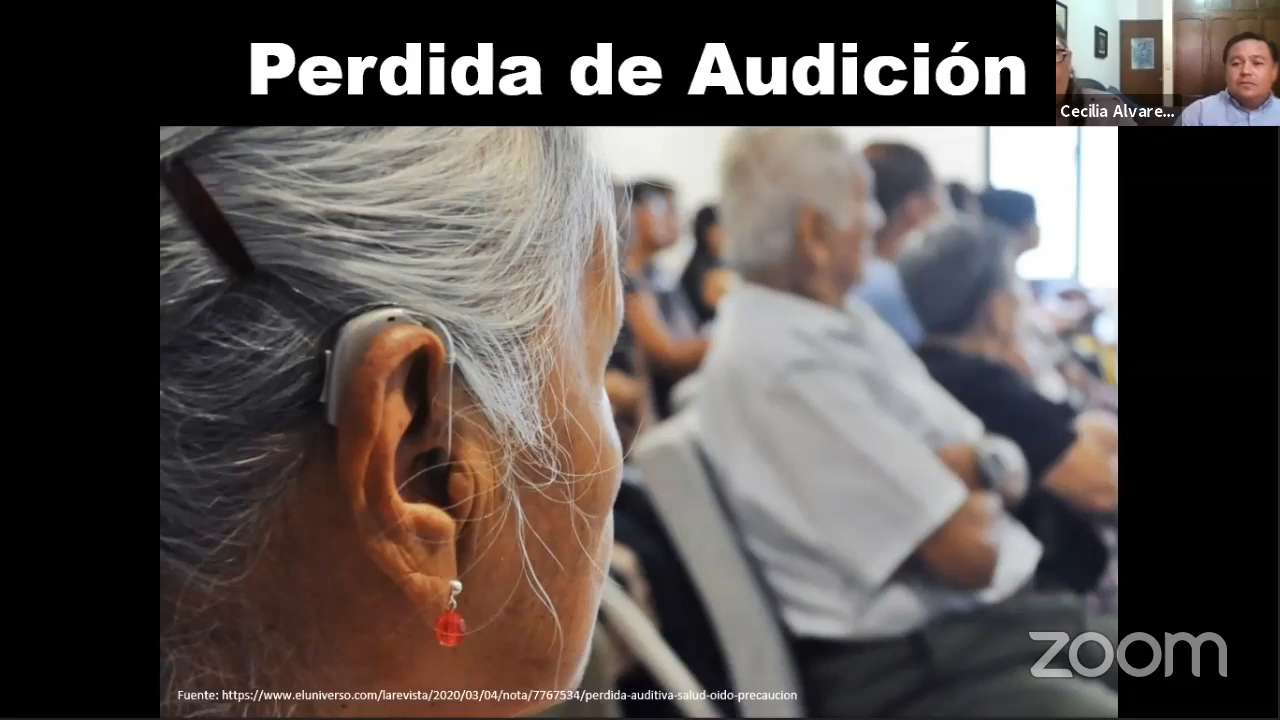 Perdida de Audición
Cecilia Alvare...
zoom
Fuente: https://www.eluniverso.com/larevista/2020/03/04/nota/7767534/perdida-auditiva-salud-oido-precaucion